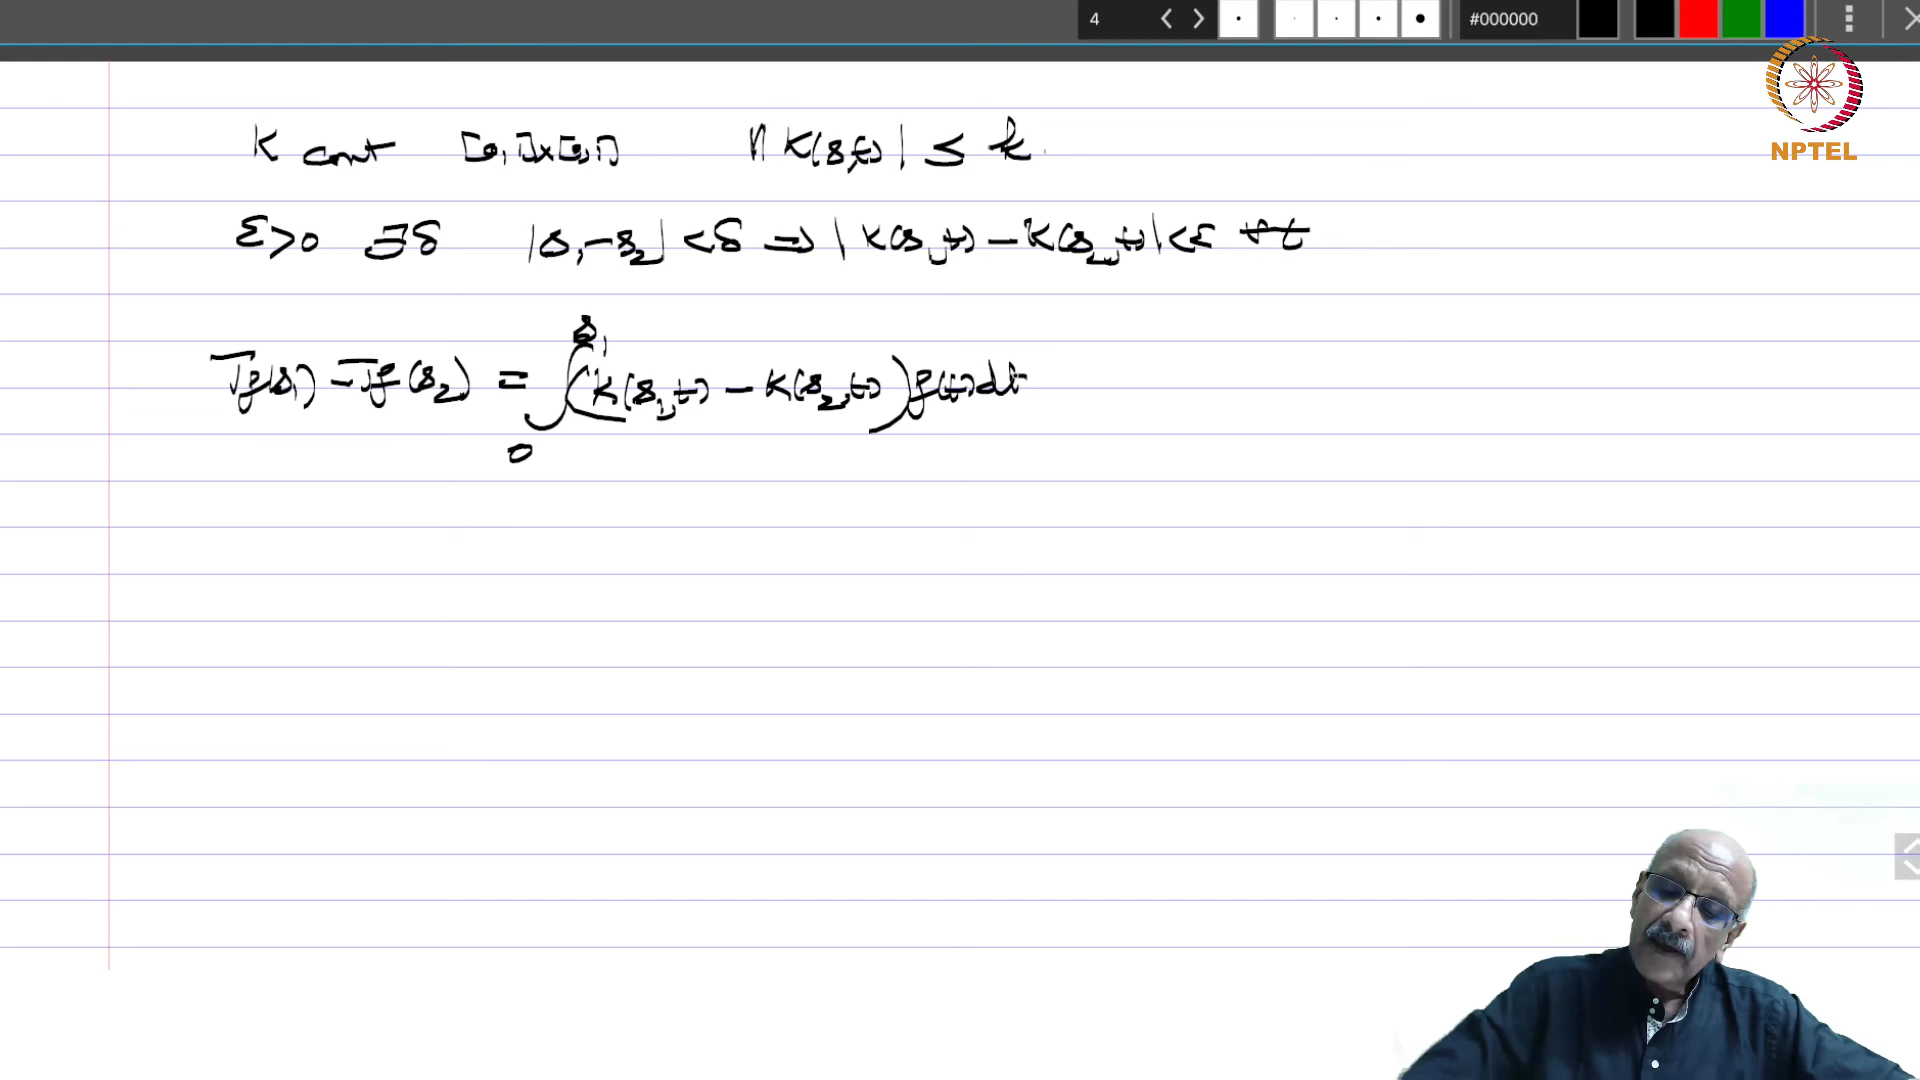 4 #000000
NPTEL
K cont [0,1]x[0,1] |K(s,t)| ≤ k.
ε>0 ∃δ |s₁-s₂|<δ ⇒ |K(s₁,t) - K(s₂,t)|<ε ∀t
Tf(s₁) - Tf(s₂) = ∫₀^{s₁} (K(s₁,t) - K(s₂,t)) f(t)dt